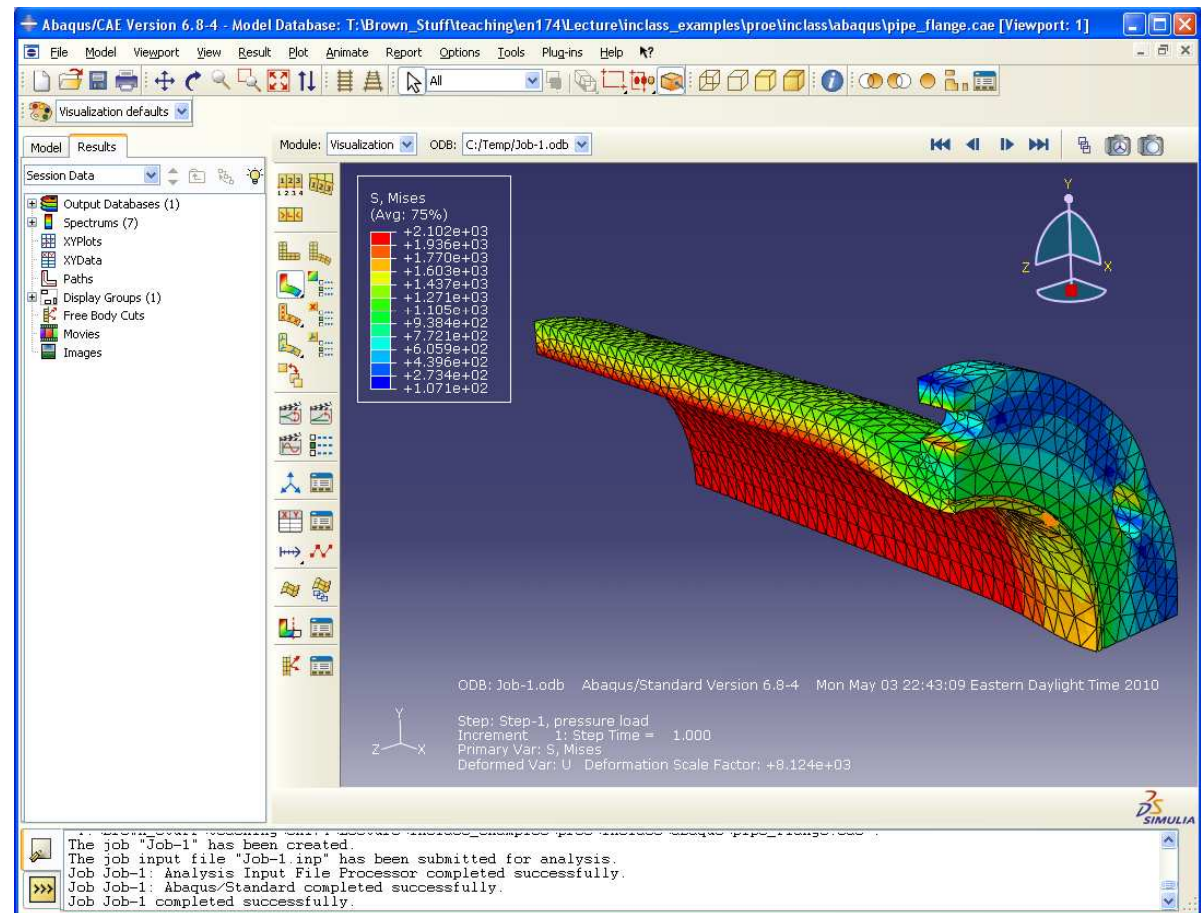 Abaqus/CAE Version 6.8-4 - Model Database: T:\Brown_Stuff\teaching\en174\Lecture\inclass_examples\proe\inclass\abaqus\pipe_flange.cae [Viewport: 1]
File Model Viewport View Result Plot Animate Report Options Tools Plug-ins Help
All
Visualization defaults
Model Results
Module: Visualization ODB: C:/Temp/Job-1.odb
Session Data
Output Databases (1)
Spectrums (7)
XYPlots
XYData
Paths
Display Groups (1)
Free Body Cuts
Movies
Images
S, Mises
(Avg: 75%)
+2.102e+03
+1.936e+03
+1.770e+03
+1.603e+03
+1.437e+03
+1.271e+03
+1.105e+03
+9.384e+02
+7.721e+02
+6.059e+02
+4.396e+02
+2.734e+02
+1.071e+02
Y
Z X
ODB: Job-1.odb Abaqus/Standard Version 6.8-4 Mon May 03 22:43:09 Eastern Daylight Time 2010
Y
Z X
Step: Step-1, pressure load
Increment 1: Step Time = 1.000
Primary Var: S, Mises
Deformed Var: U Deformation Scale Factor: +8.124e+03
SIMULIA
The job "Job-1" has been created.
The job input file "Job-1.inp" has been submitted for analysis.
Job Job-1: Analysis Input File Processor completed successfully.
Job Job-1: Abaqus/Standard completed successfully.
Job Job-1 completed successfully.